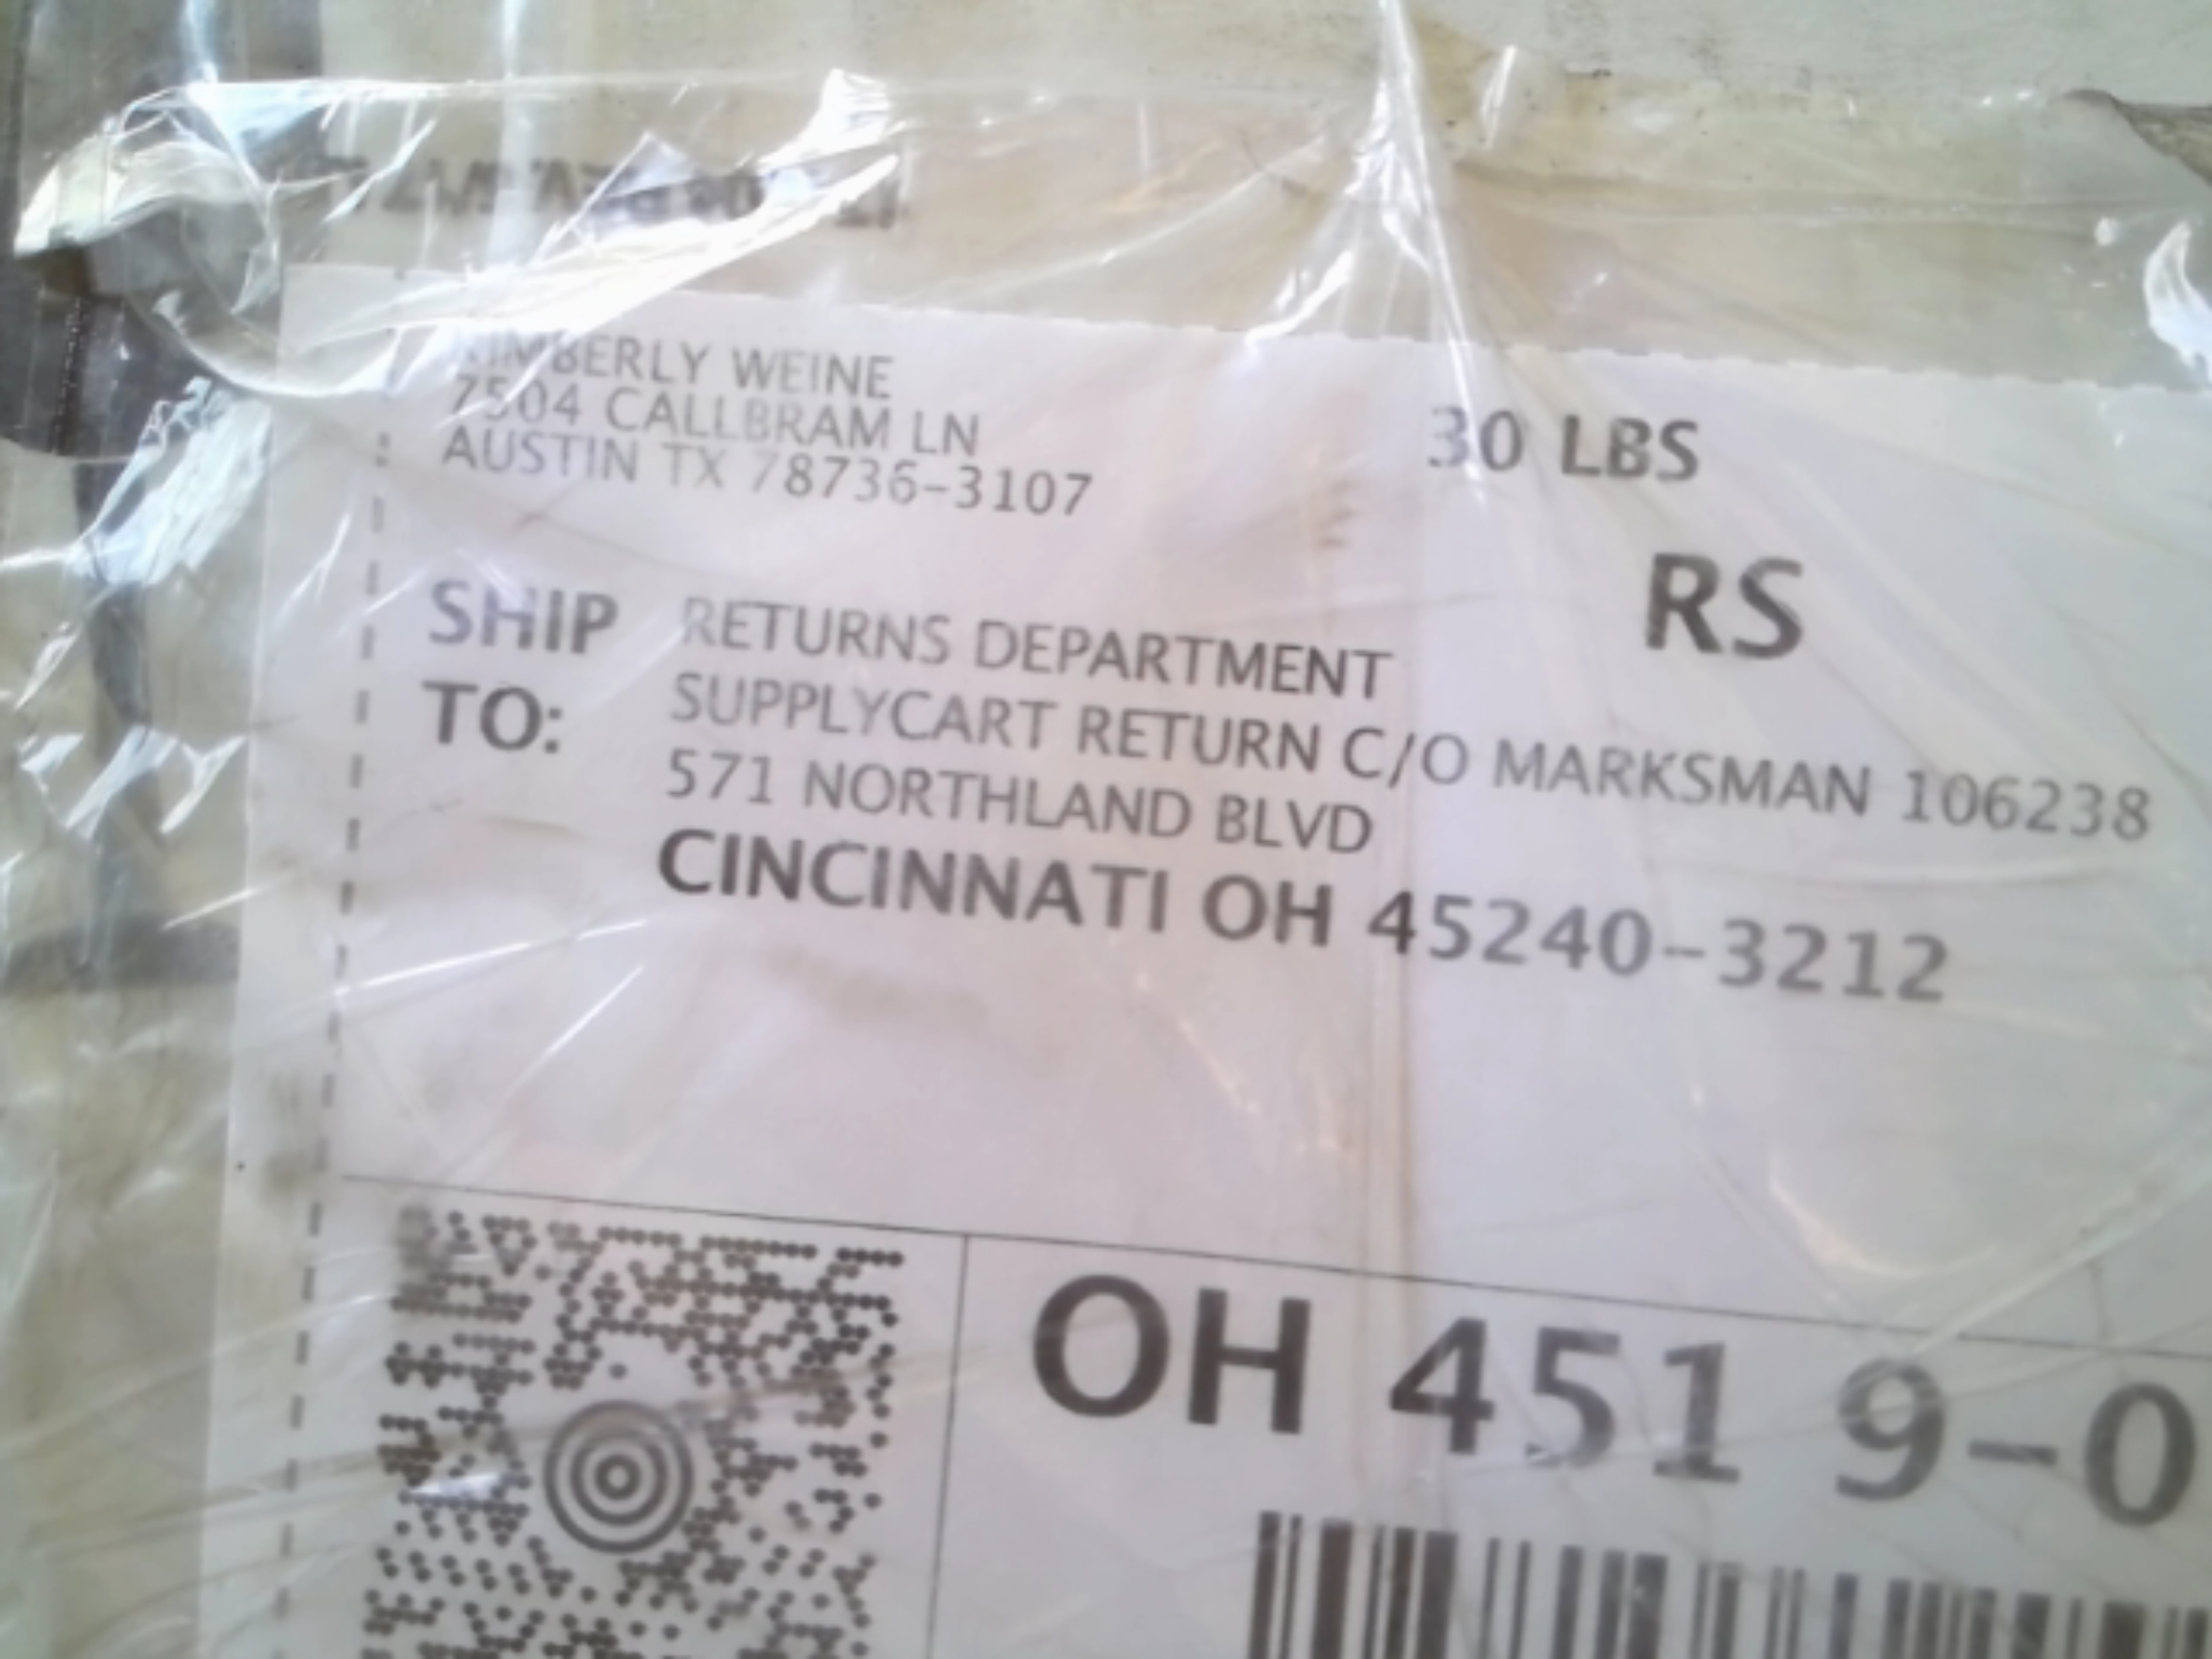 KIMBERLY WEINE
7504 CALLBRAM LN
AUSTIN TX 78736-3107
30 LBS
RS
SHIP TO:
RETURNS DEPARTMENT
SUPPLYCART RETURN C/O MARKSMAN 106238
571 NORTHLAND BLVD
CINCINNATI OH 45240-3212
OH 451 9-0